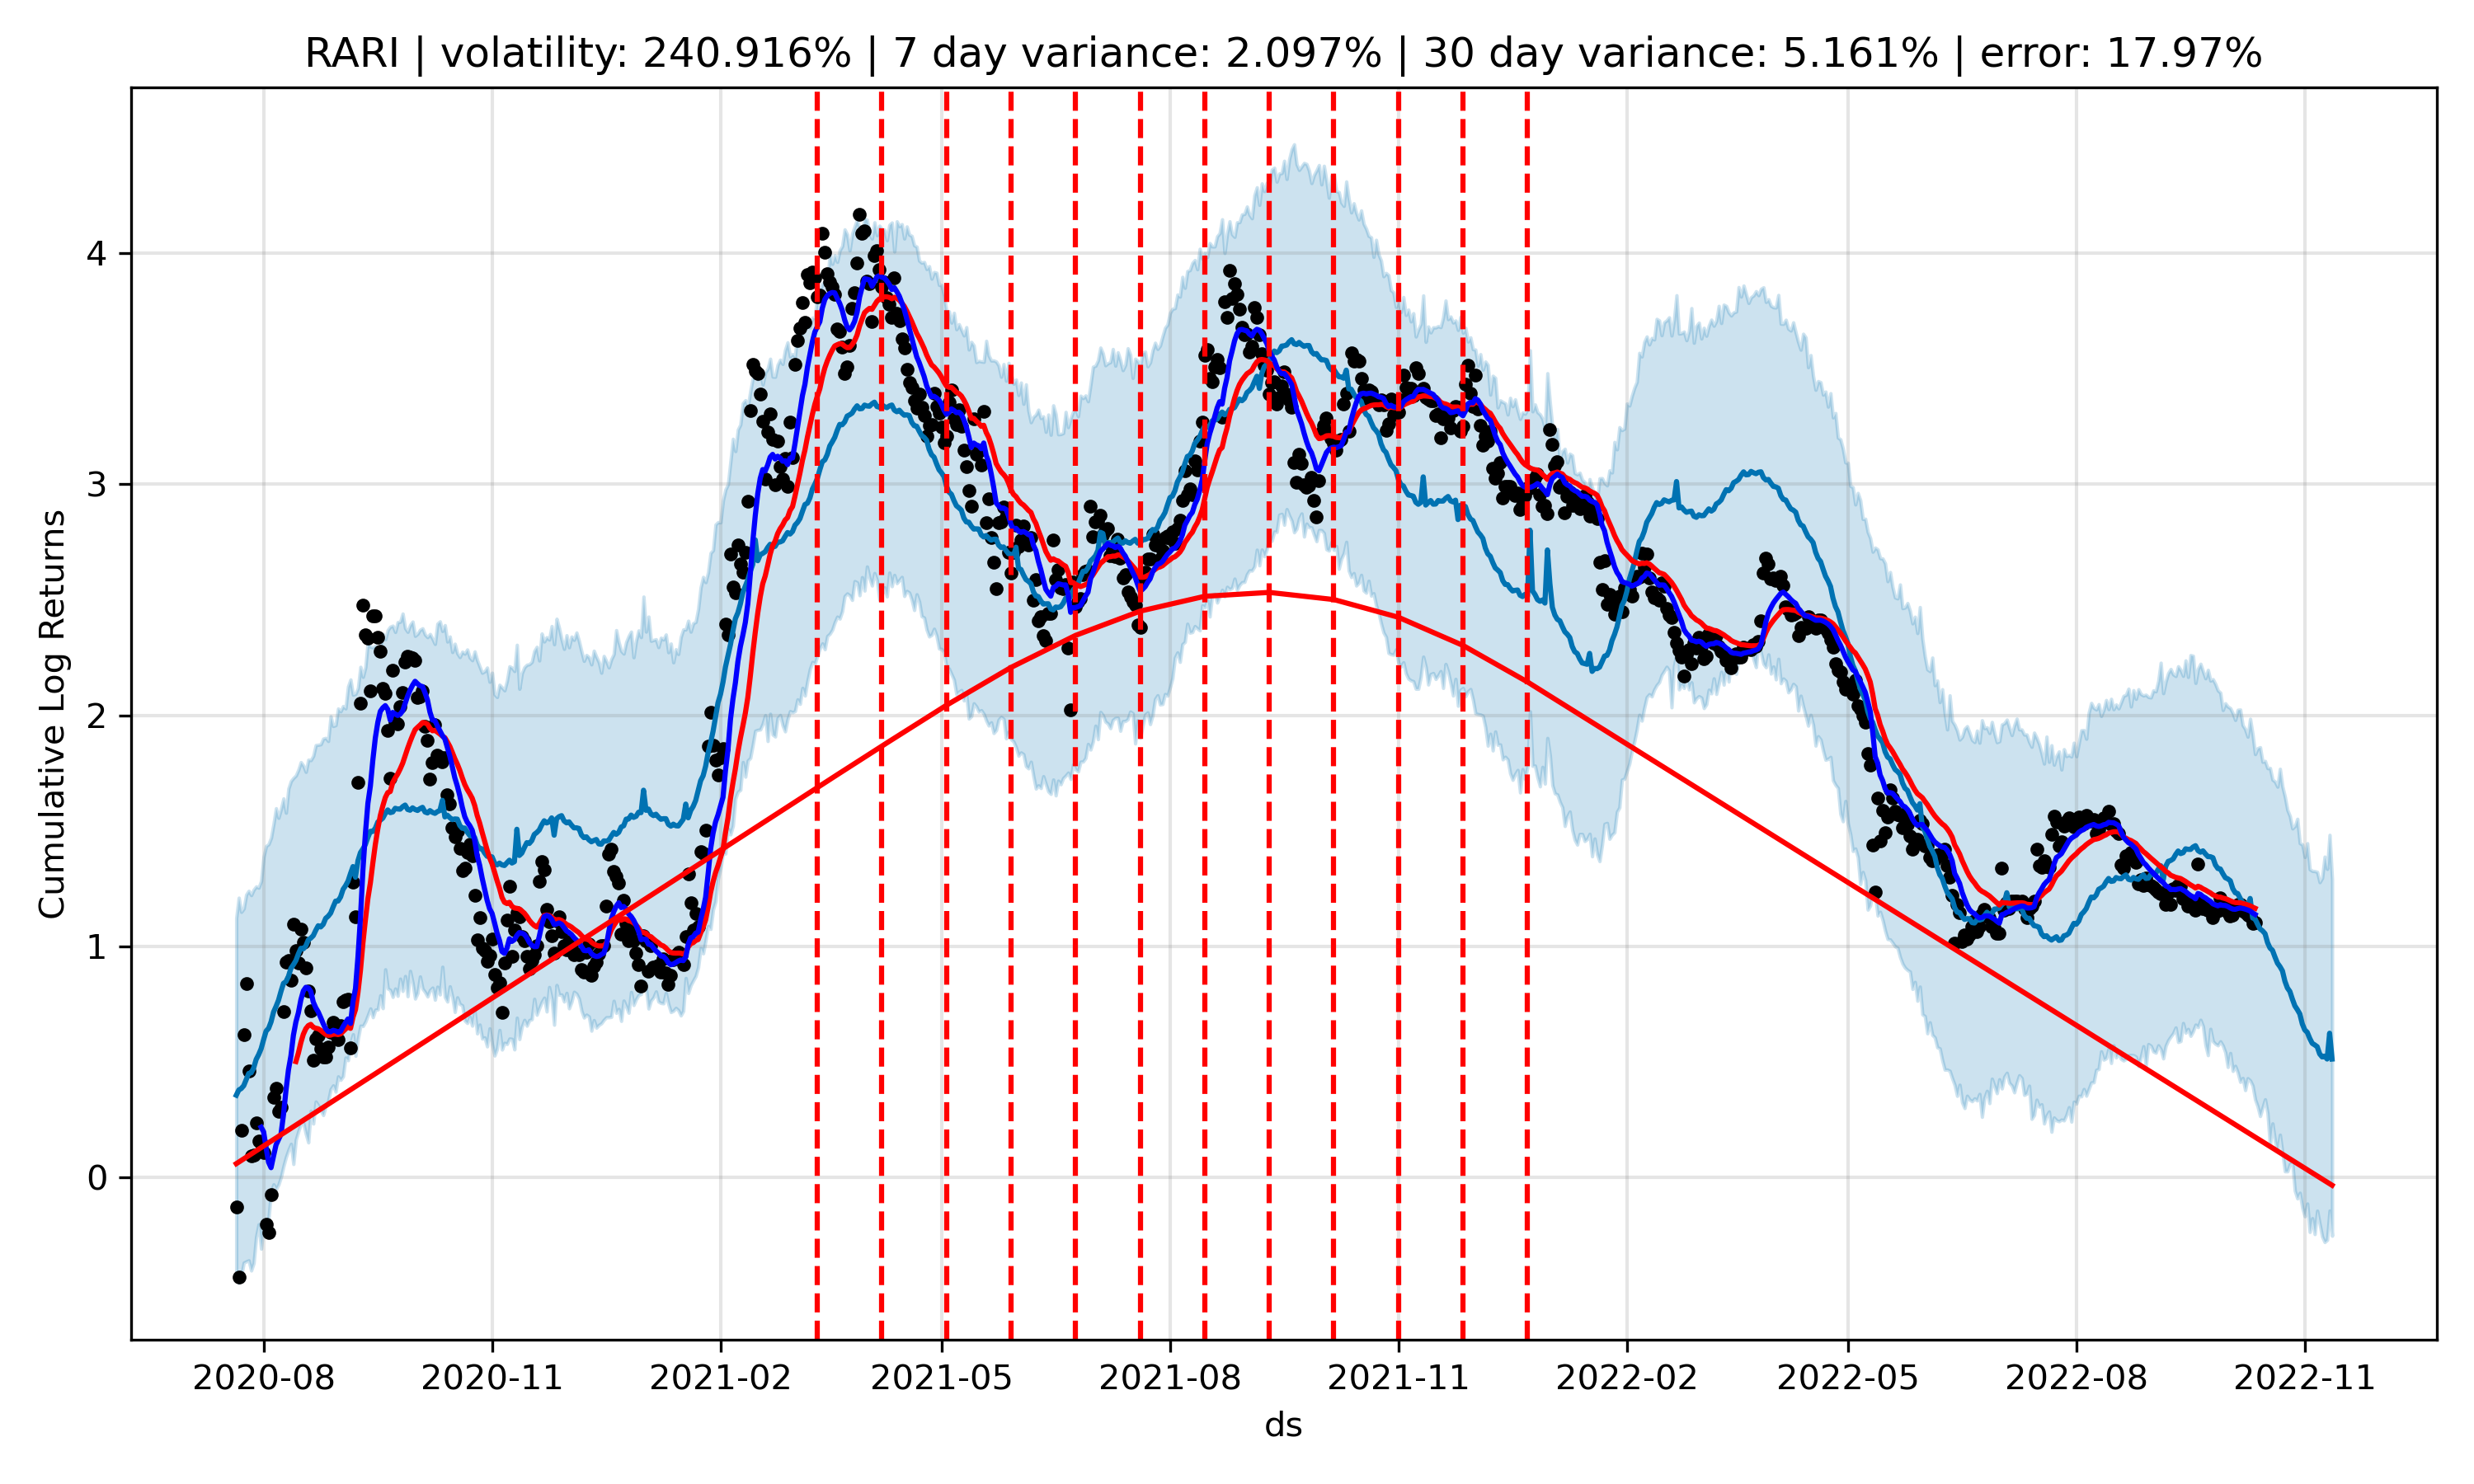 RARI | volatility: 240.916% | 7 day variance: 2.097% | 30 day variance: 5.161% | error: 17.97%
Cumulative Log Returns
4
3
2
1
0
2020-08 2020-11 2021-02 2021-05 2021-08 2021-11 2022-02 2022-05 2022-08 2022-11
ds